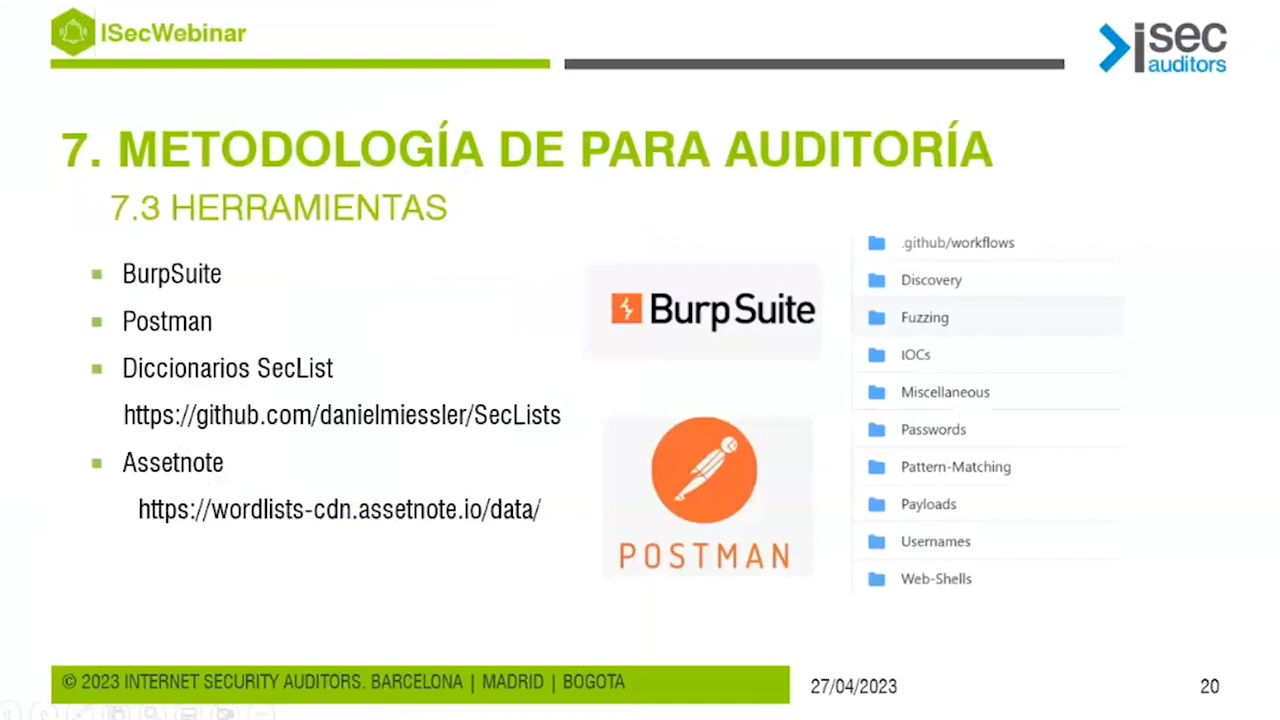 ISecWebinar
isec
auditors
7. METODOLOGÍA DE PARA AUDITORÍA
7.3 HERRAMIENTAS
BurpSuite
Postman
Diccionarios SecList
https://github.com/danielmiessler/SecLists
Assetnote
https://wordlists-cdn.assetnote.io/data/
BurpSuite
POSTMAN
.github/workflows
Discovery
Fuzzing
IOCs
Miscellaneous
Passwords
Pattern-Matching
Payloads
Usernames
Web-Shells
© 2023 INTERNET SECURITY AUDITORS. BARCELONA | MADRID | BOGOTA
27/04/2023
20